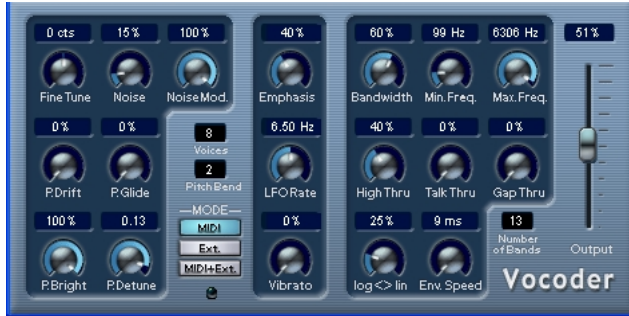 0 cts 15% 100% 40% 60% 99 Hz 6306 Hz 51%
Fine Tune Noise Noise Mod. Emphasis Bandwidth Min. Freq. Max. Freq.
0% 0% 8 6.50 Hz 40% 0% 0%
Voices
2
P.Drift P.Glide Pitch Bend LFO Rate High Thru Talk Thru Gap Thru
MODE
100% 0.13 MIDI 0% 25% 9 ms 13
Ext. Number
of Bands Output
MIDI+Ext.
P.Bright P.Detune Vibrato log <> lin Env. Speed Vocoder